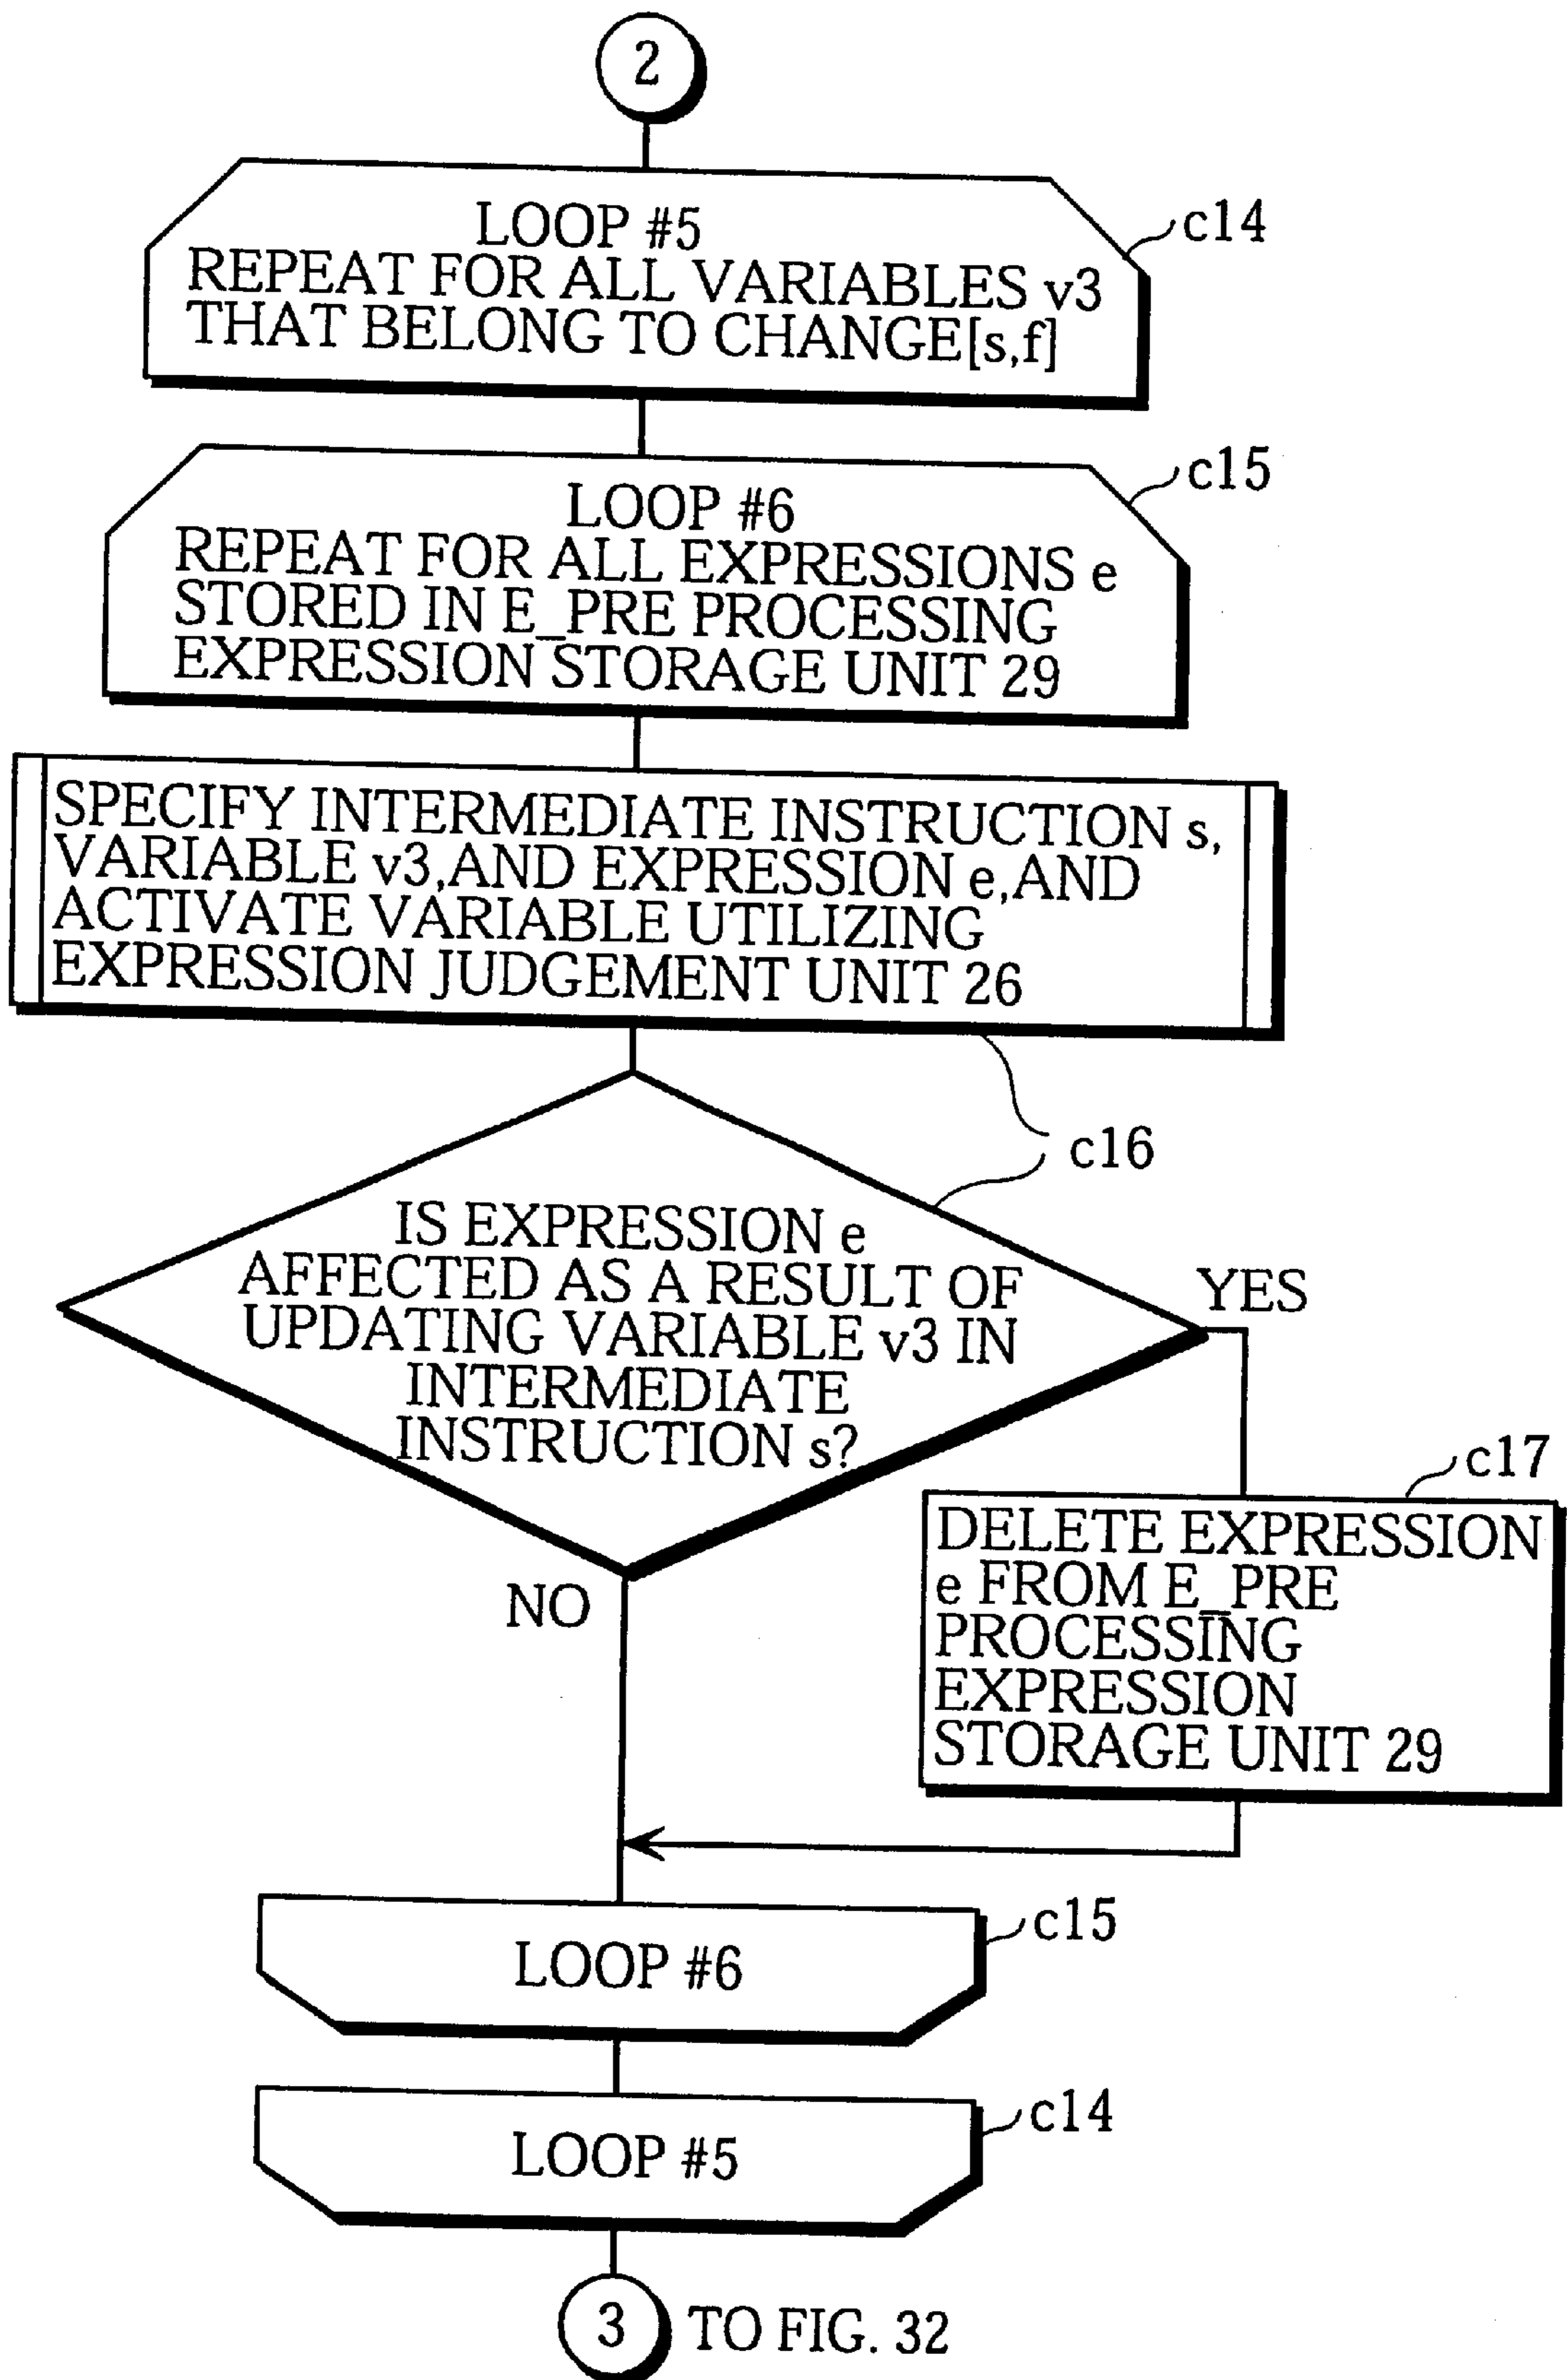 2
LOOP #5
REPEAT FOR ALL VARIABLES v3
THAT BELONG TO CHANGE[s,f]
c14
LOOP #6
REPEAT FOR ALL EXPRESSIONS e
STORED IN E_PRE PROCESSING
EXPRESSION STORAGE UNIT 29
c15
SPECIFY INTERMEDIATE INSTRUCTION s,
VARIABLE v3,AND EXPRESSION e,AND
ACTIVATE VARIABLE UTILIZING
EXPRESSION JUDGEMENT UNIT 26
c16
IS EXPRESSION e
AFFECTED AS A RESULT OF
UPDATING VARIABLE v3 IN
INTERMEDIATE
INSTRUCTION s?
YES
NO
c17
DELETE EXPRESSION
e FROM E_PRE
PROCESSING
EXPRESSION
STORAGE UNIT 29
LOOP #6
c15
LOOP #5
c14
3 TO FIG. 32